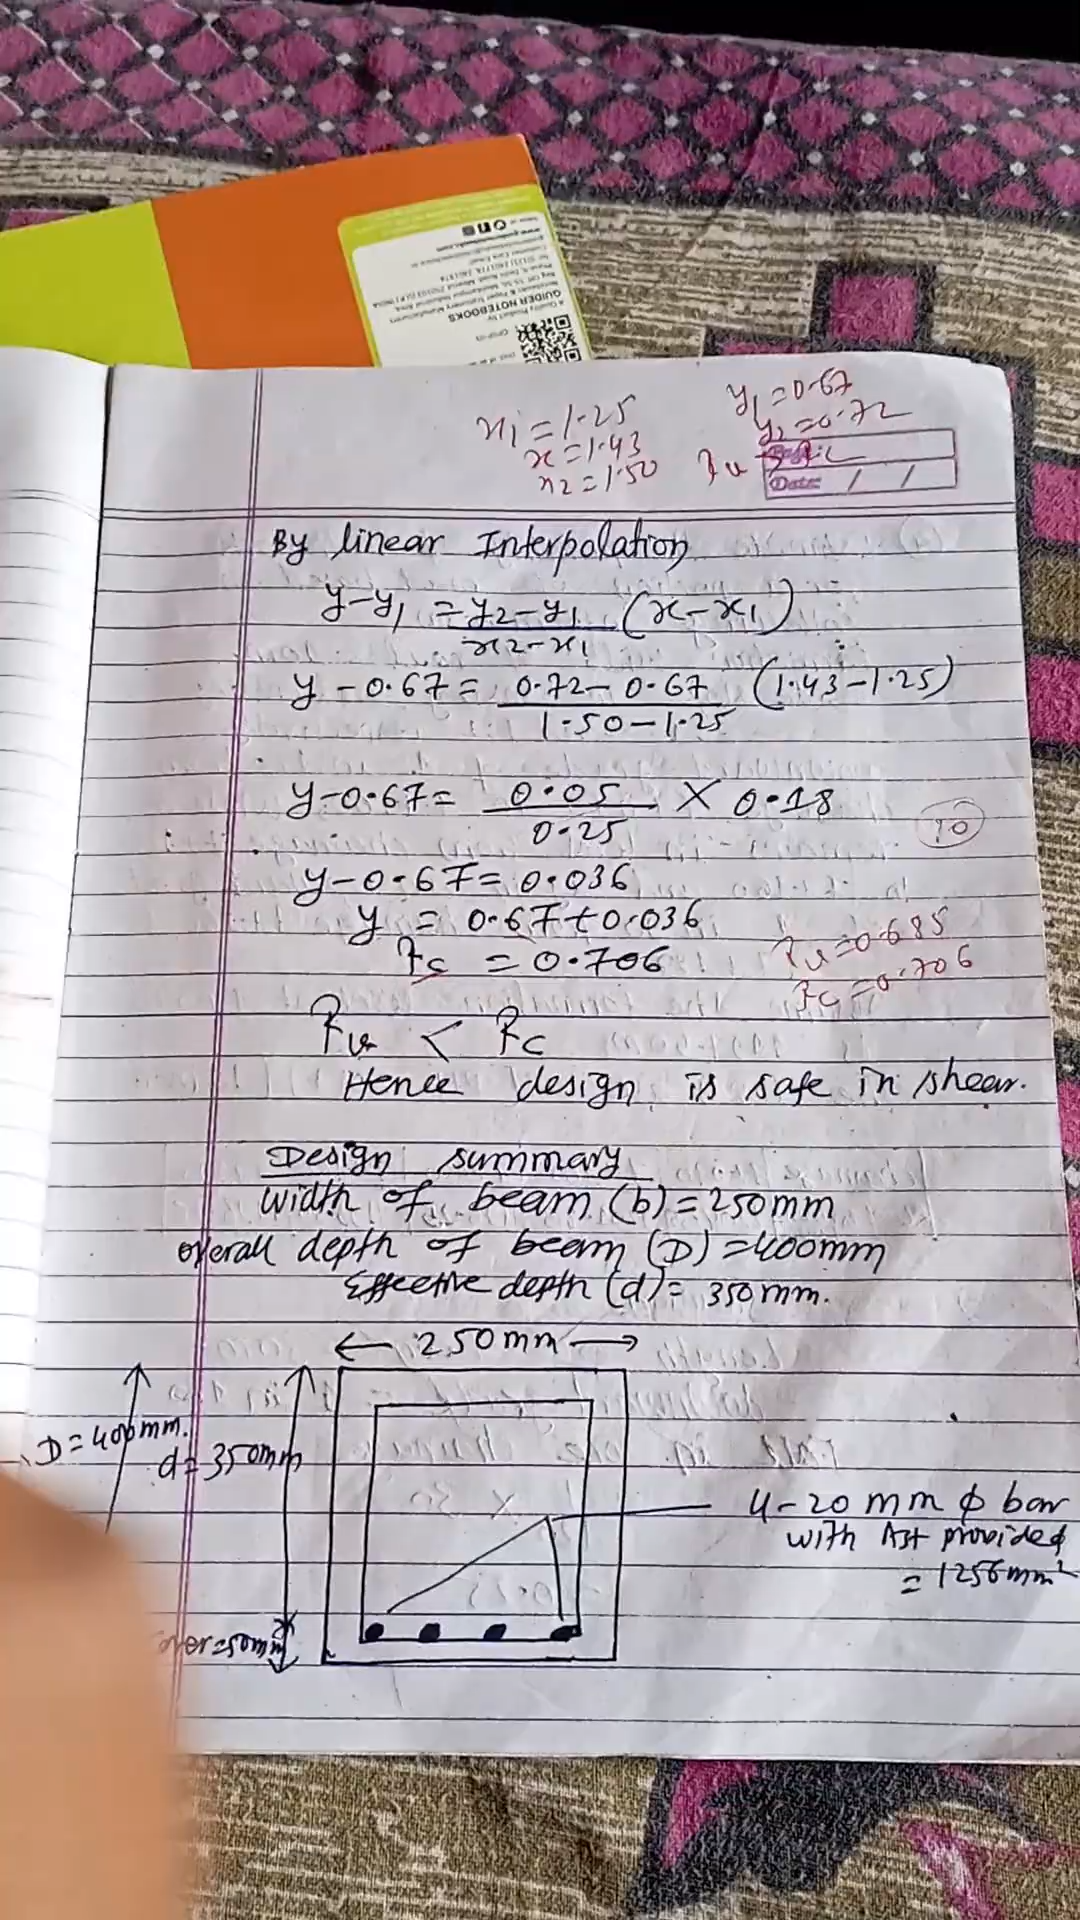 GUIDER NOTEBOOKS
x1 = 1.25
x = 1.43
x2 = 1.50
y1 = 0.67
y2 = 0.72
Date: / /
By linear Interpolation
y-y1 = y2-y1 / x2-x1 (x-x1)
y - 0.67 = 0.72 - 0.67 / 1.50 - 1.25 (1.43-1.25)
y-0.67 = 0.05 / 0.25 × 0.18
10
y-0.67 = 0.036
y = 0.67+0.036
τc = 0.706
τv = 0.685
τc = 0.706
τv < τc
Hence design is safe in shear.
Design summary
width of beam (b) = 250mm
overall depth of beam (D) = 400mm
Effective depth (d) = 350mm.
← 250mm →
D = 400mm.
d = 350mm
4-20 mm ϕ bar
with Ast provided
= 1256mm²
=50mm